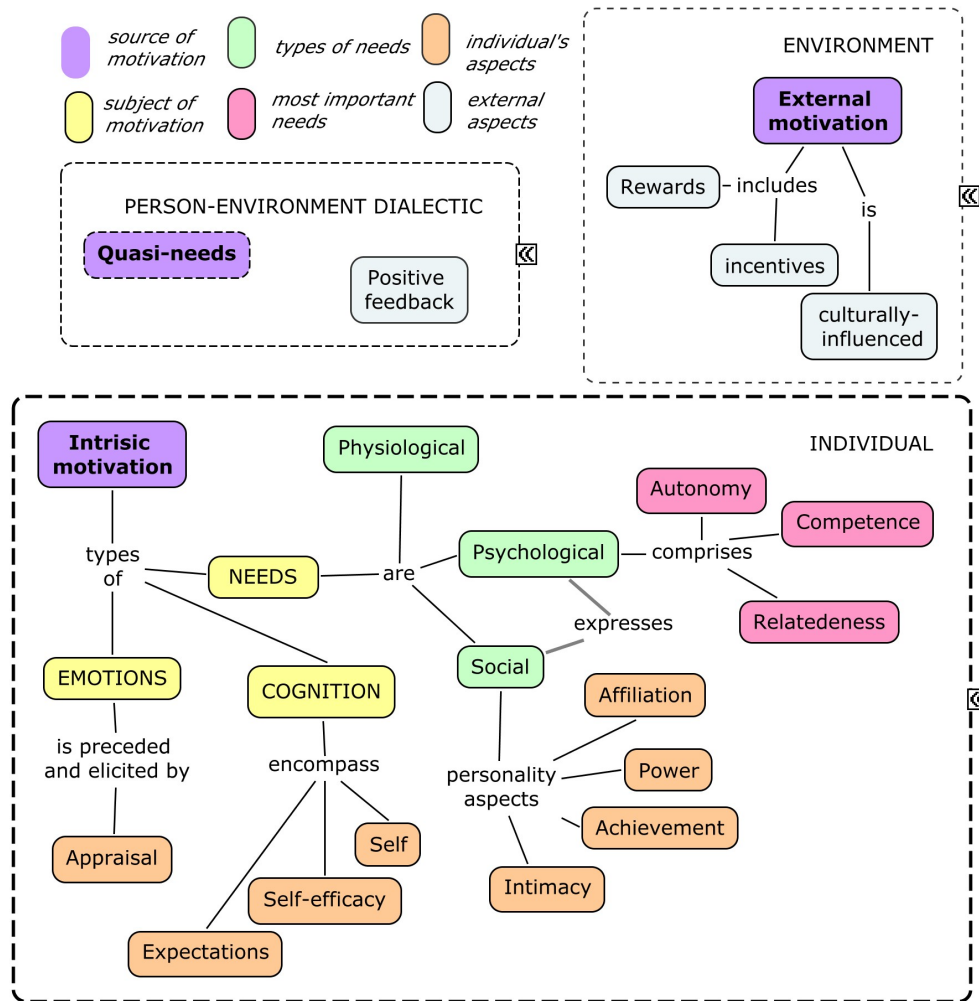 source of
motivation
types of needs
individual's
aspects
subject of
motivation
most important
needs
external
aspects
ENVIRONMENT
External
motivation
Rewards
includes
is
incentives
culturally-
influenced
PERSON-ENVIRONMENT DIALECTIC
Quasi-needs
Positive
feedback
INDIVIDUAL
Intrisic
motivation
Physiological
Autonomy
Competence
types
of
NEEDS
are
Psychological
comprises
Relatedeness
expresses
Social
EMOTIONS
COGNITION
Affiliation
is preceded
and elicited by
encompass
personality
aspects
Power
Achievement
Appraisal
Self
Self-efficacy
Intimacy
Expectations